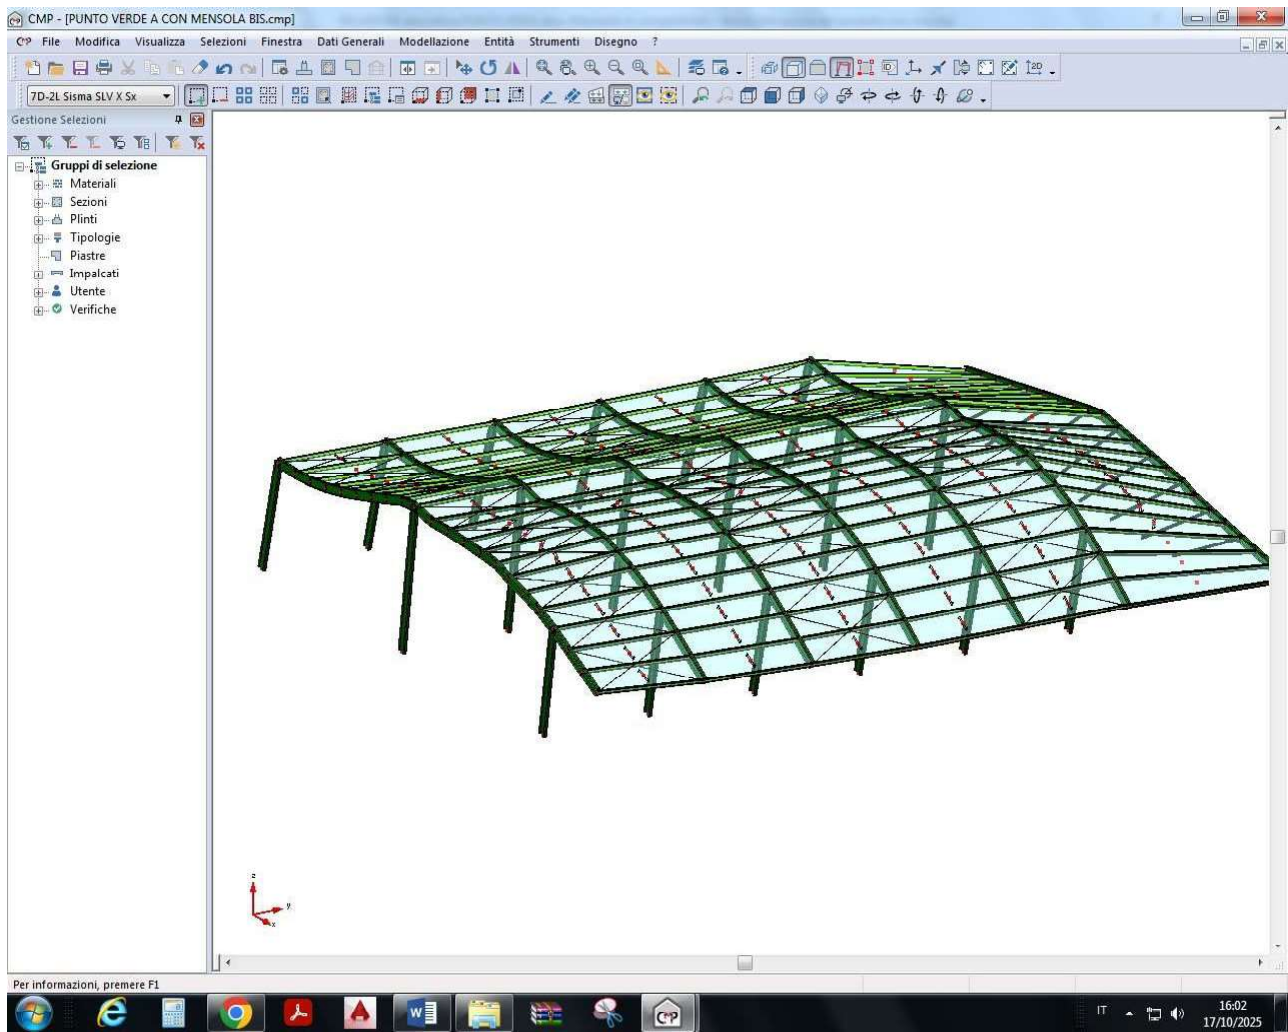 CMP - [PUNTO VERDE A CON MENSOLA BIS.cmp]
File Modifica Visualizza Selezioni Finestra Dati Generali Modellazione Entità Strumenti Disegno ?
7D-2L Sisma SLV X Sx
Gestione Selezioni
Gruppi di selezione
Materiali
Sezioni
Plinti
Tipologie
Piastre
Impalcati
Utente
Verifiche
z
y
x
Per informazioni, premere F1
IT
16:02
17/10/2025